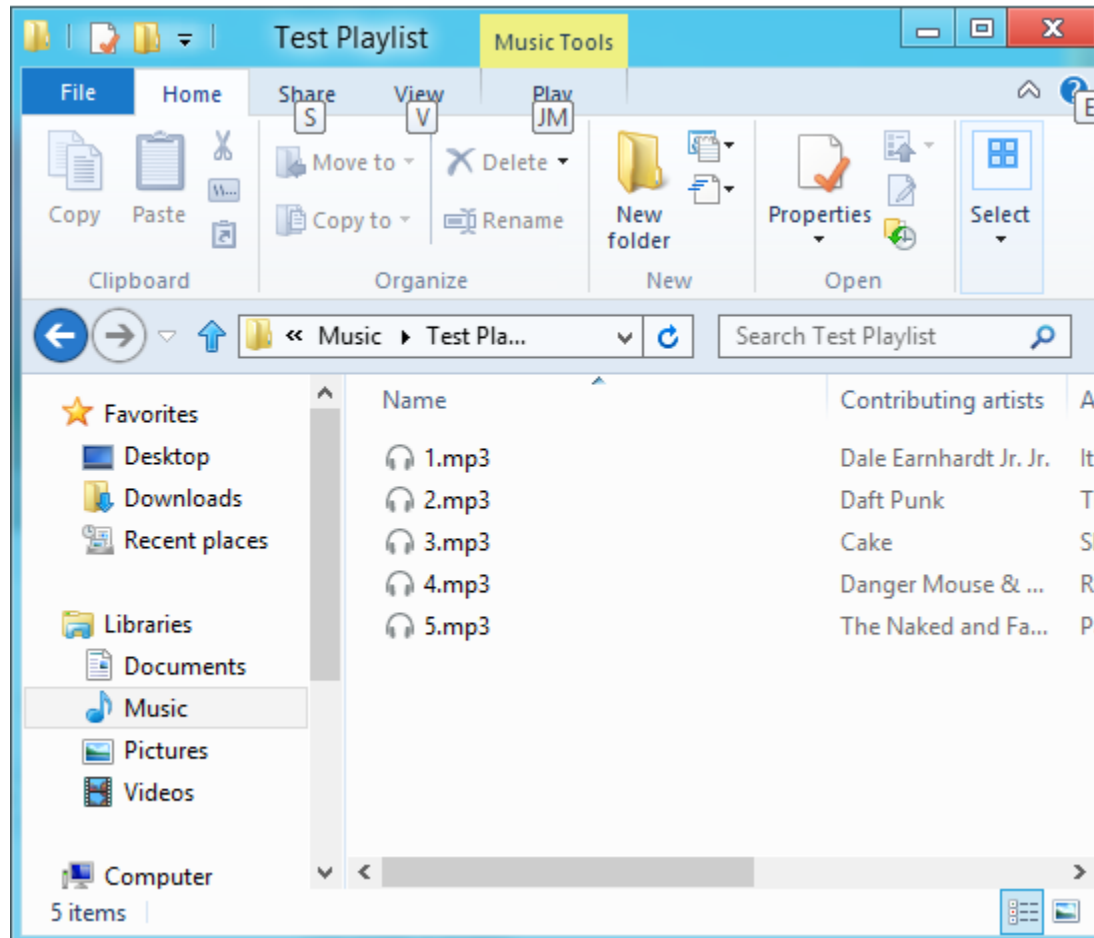 Test Playlist
Music Tools
File Home Share View Play
S V JM E
Copy
Paste
Move to
Copy to
Delete
Rename
New folder
Properties
Select
Clipboard Organize New Open
« Music Test Pla...
Search Test Playlist
Favorites
Desktop
Downloads
Recent places
Libraries
Documents
Music
Pictures
Videos
Computer
Name Contributing artists A
1.mp3 Dale Earnhardt Jr. Jr. It
2.mp3 Daft Punk T
3.mp3 Cake
4.mp3 Danger Mouse & ... R
5.mp3 The Naked and Fa... P
5 items